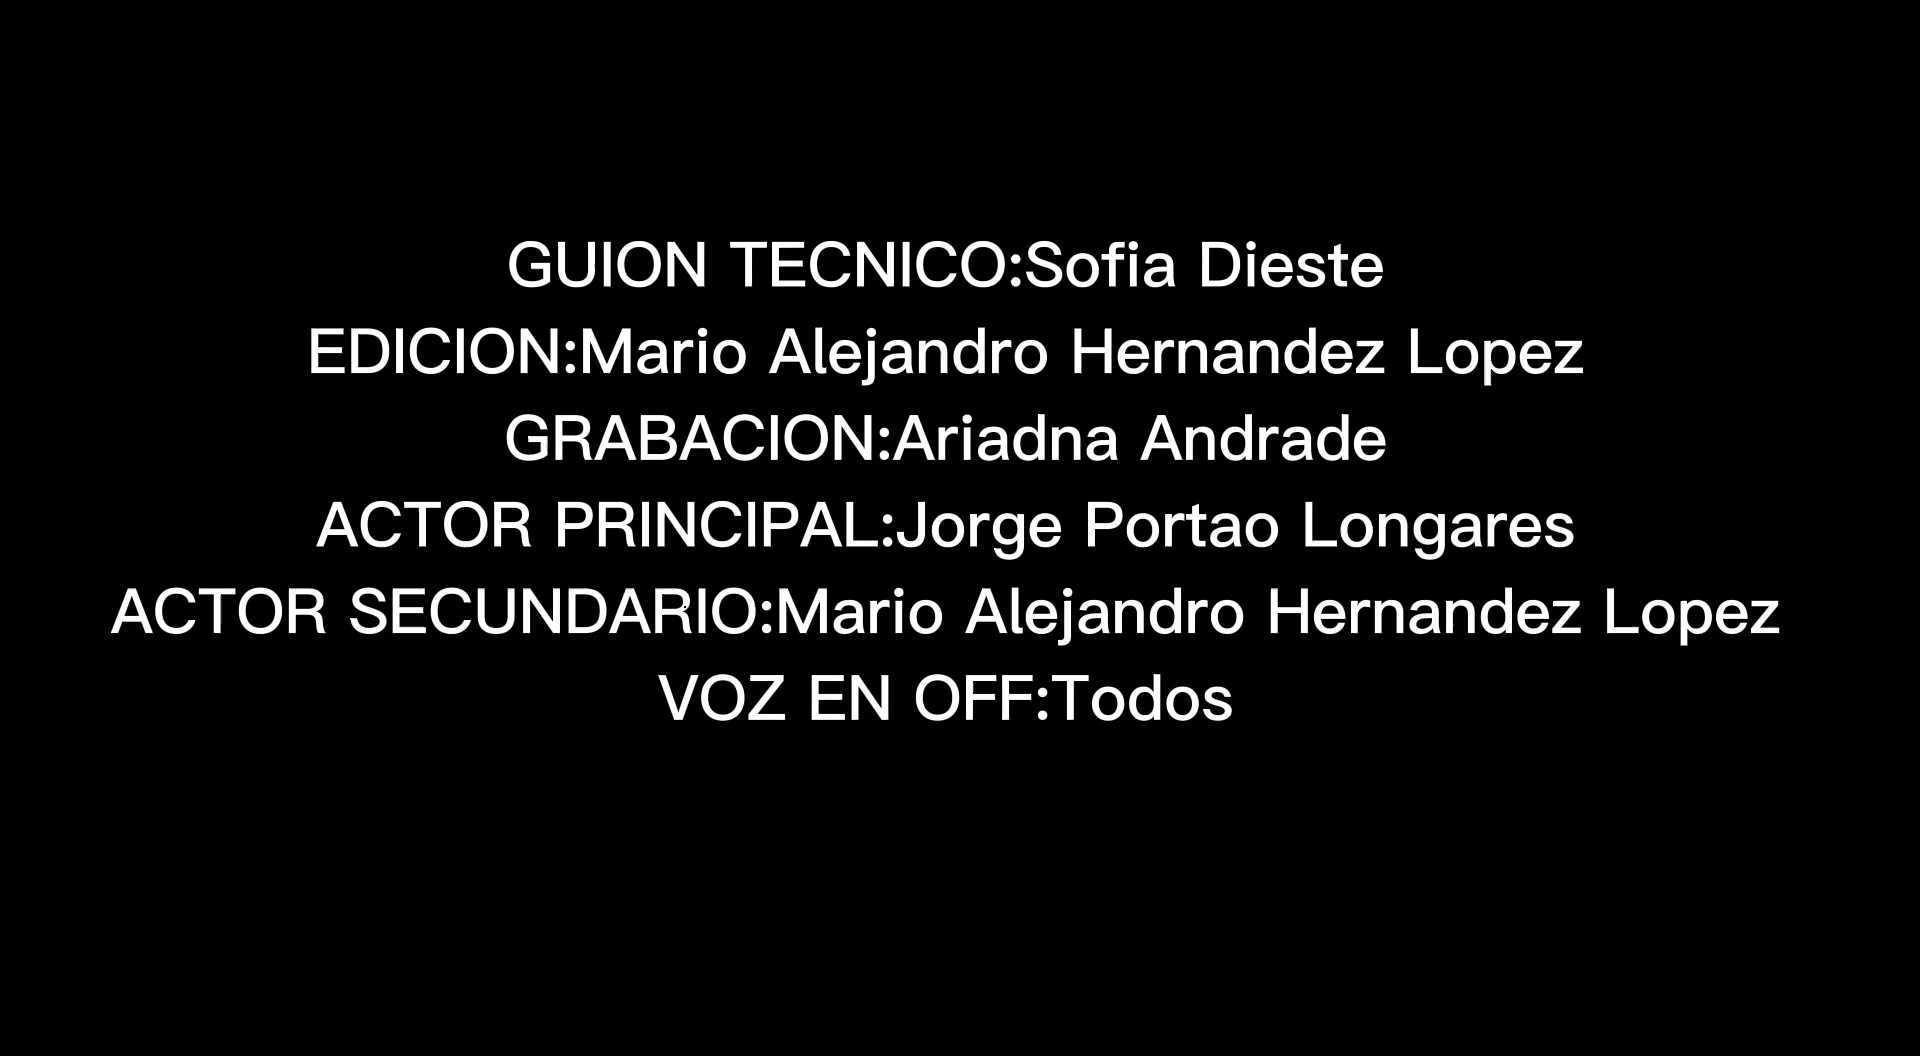 GUION TECNICO:Sofia Dieste
EDICION:Mario Alejandro Hernandez Lopez
GRABACION:Ariadna Andrade
ACTOR PRINCIPAL:Jorge Portao Longares
ACTOR SECUNDARIO:Mario Alejandro Hernandez Lopez
VOZ EN OFF:Todos